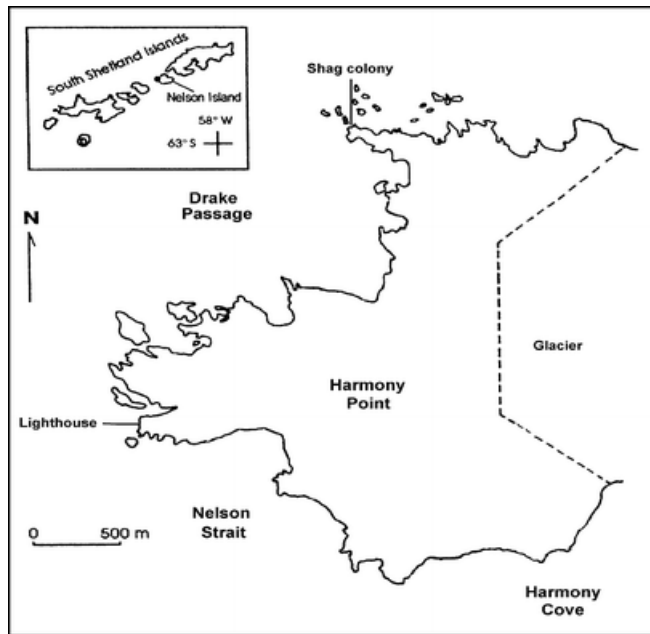 South Shetland Islands
Nelson Island
58° W
63° S
Shag colony
Drake
Passage
N
Glacier
Harmony
Point
Lighthouse
Nelson
Strait
0 500 m
Harmony
Cove